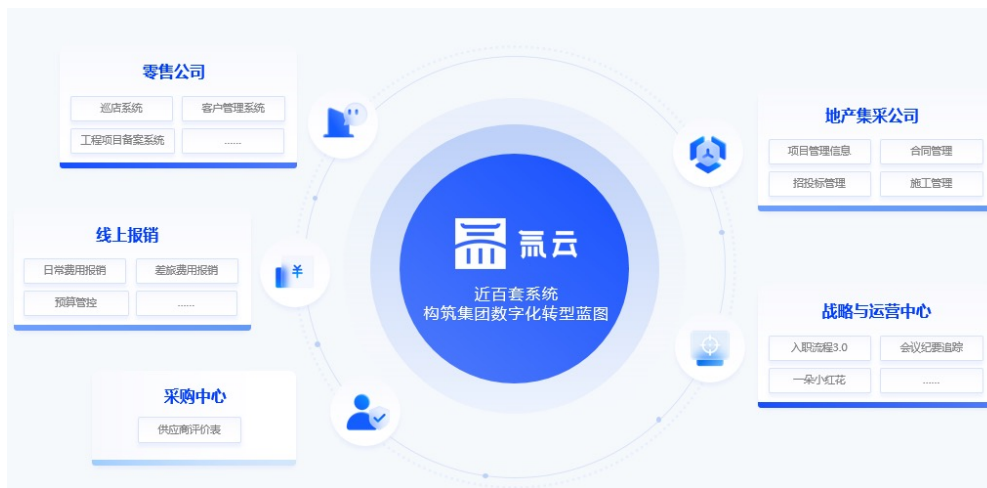 零售公司
巡店系统 客户管理系统
工程项目备案系统 ......
线上报销
日常费用报销 差旅费用报销
预算管控 ......
采购中心
供应商评价表
氚云
近百套系统
构筑集团数字化转型蓝图
地产集采公司
项目管理信息 合同管理
招投标管理 施工管理
战略与运营中心
入职流程3.0 会议纪要追踪
一朵小红花 ......
¥